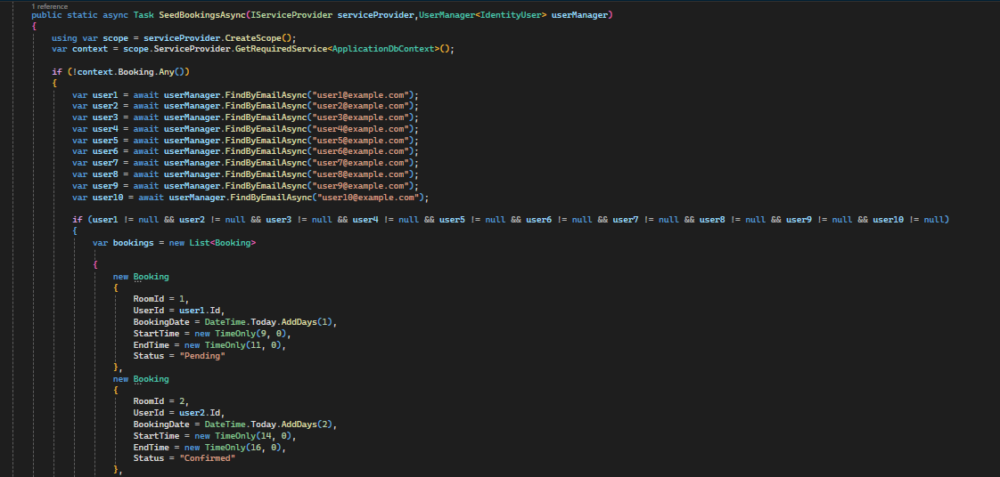 1 reference
public static async Task SeedBookingsAsync(IServiceProvider serviceProvider,UserManager<IdentityUser> userManager)
{
using var scope = serviceProvider.CreateScope();
var context = scope.ServiceProvider.GetRequiredService<ApplicationDbContext>();
if (!context.Booking.Any())
{
var user1 = await userManager.FindByEmailAsync("user1@example.com");
var user2 = await userManager.FindByEmailAsync("user2@example.com");
var user3 = await userManager.FindByEmailAsync("user3@example.com");
var user4 = await userManager.FindByEmailAsync("user4@example.com");
var user5 = await userManager.FindByEmailAsync("user5@example.com");
var user6 = await userManager.FindByEmailAsync("user6@example.com");
var user7 = await userManager.FindByEmailAsync("user7@example.com");
var user8 = await userManager.FindByEmailAsync("user8@example.com");
var user9 = await userManager.FindByEmailAsync("user9@example.com");
var user10 = await userManager.FindByEmailAsync("user10@example.com");
if (user1 != null && user2 != null && user3 != null && user4 != null && user5 != null && user6 != null && user7 != null && user8 != null && user9 != null && user10 != null)
{
var bookings = new List<Booking>
{
new Booking
{
RoomId = 1,
UserId = user1.Id,
BookingDate = DateTime.Today.AddDays(1),
StartTime = new TimeOnly(9, 0),
EndTime = new TimeOnly(11, 0),
Status = "Pending"
},
new Booking
{
RoomId = 2,
UserId = user2.Id,
BookingDate = DateTime.Today.AddDays(2),
StartTime = new TimeOnly(14, 0),
EndTime = new TimeOnly(16, 0),
Status = "Confirmed"
},